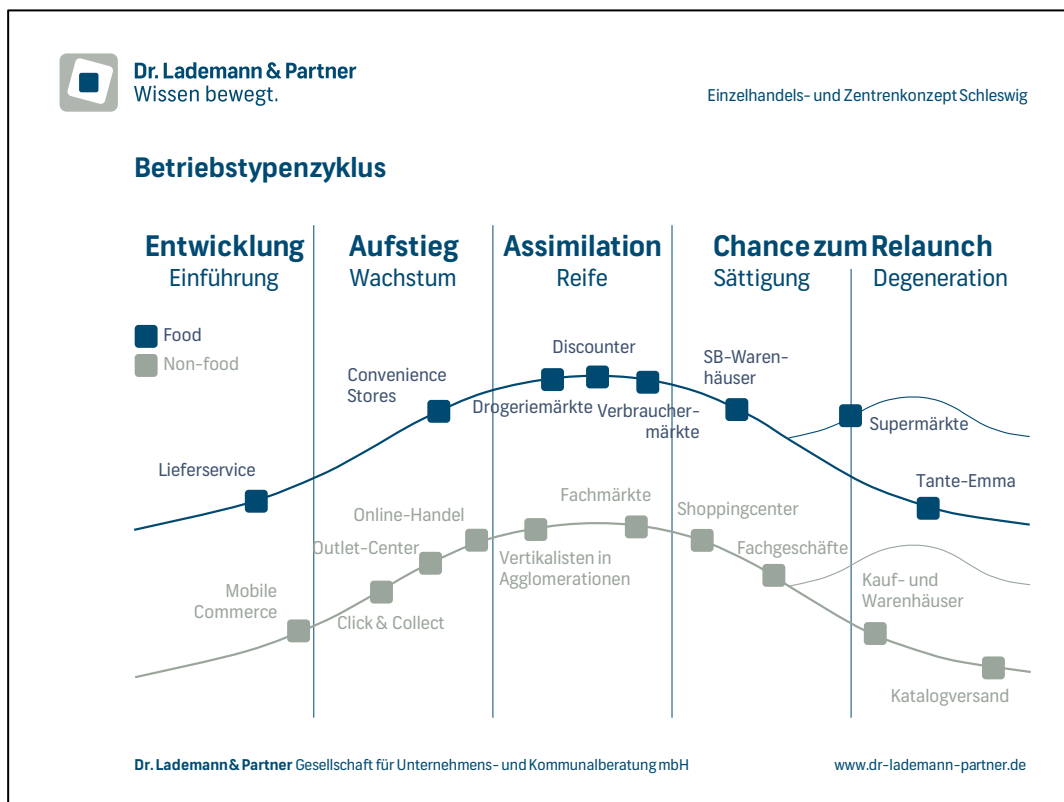 Dr. Lademann & Partner
Wissen bewegt.
Einzelhandels- und Zentrenkonzept Schleswig
Betriebstypenzyklus
Entwicklung
Einführung
Aufstieg
Wachstum
Assimilation
Reife
Chance zum Relaunch
Sättigung
Degeneration
Food
Non-food
Lieferservice
Convenience
Stores
Discounter
Drogeriemärkte
Verbraucher-
märkte
SB-Waren-
häuser
Supermärkte
Tante-Emma
Mobile
Commerce
Click & Collect
Outlet-Center
Online-Handel
Vertikalisten in
Agglomerationen
Fachmärkte
Shoppingcenter
Fachgeschäfte
Kauf- und
Warenhäuser
Katalogversand
Dr. Lademann & Partner Gesellschaft für Unternehmens- und Kommunalberatung mbH
www.dr-lademann-partner.de